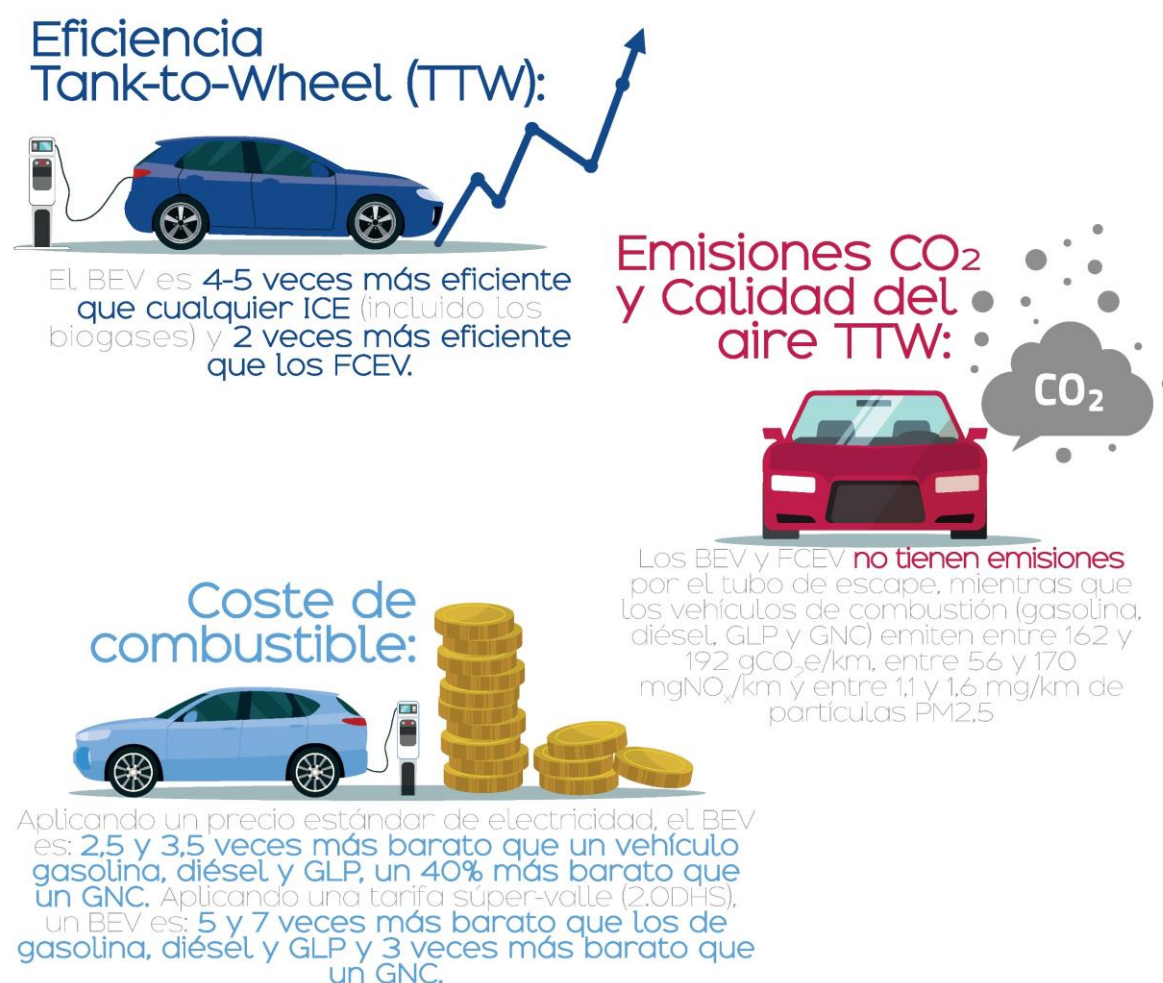 Eficiencia
Tank-to-Wheel (TTW):
El BEV es 4-5 veces más eficiente
que cualquier ICE (incluido los
biogases) y 2 veces más eficiente
que los FCEV.
Emisiones CO₂
y Calidad del
aire TTW:
CO₂
Los BEV y FCEV no tienen emisiones
por el tubo de escape, mientras que
los vehículos de combustión (gasolina,
diésel, GLP y GNC) emiten entre 162 y
192 gCO₂e/km, entre 56 y 170
mgNOₓ/km y entre 1,1 y 1,6 mg/km de
partículas PM2,5
Coste de
combustible:
Aplicando un precio estándar de electricidad, el BEV
es: 2,5 y 3,5 veces más barato que un vehículo
gasolina, diésel y GLP, un 40% más barato que
un GNC. Aplicando una tarifa súper-valle (2.0DHS),
un BEV es: 5 y 7 veces más barato que los de
gasolina, diésel y GLP y 3 veces más barato que
un GNC.